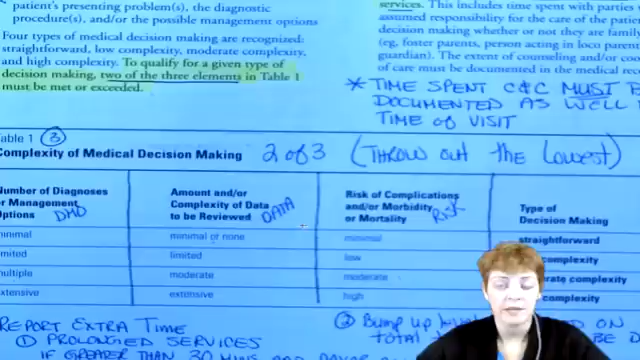 patient's presenting problem(s), the diagnostic
procedure(s), and/or the possible management options
Four types of medical decision making are recognized:
straightforward, low complexity, moderate complexity,
and high complexity. To qualify for a given type of
decision making, two of the three elements in Table 1
must be met or exceeded.
services. This includes time spent with parties
assumed responsibility for the care of the patient
decision making whether or not they are family
(eg, foster parents, person acting in loco parent
guardian). The extent of counseling and/or coo
of care must be documented in the medical reco
* TIME SPENT C&C MUST
DOCUMENTED AS WELL
TIME OF VISIT
Table 1 3
Complexity of Medical Decision Making 2 of 3 (THROW OUT THE LOWEST)
Number of Diagnoses
or Management
Options DMO
Amount and/or
Complexity of Data
to be Reviewed DATA
Risk of Complications
and/or Morbidity
or Mortality RISK
Type of
Decision Making
minimal minimal or none minimal straightforward
limited limited low complexity
multiple moderate moderate complexity
extensive extensive high complexity
REPORT EXTRA TIME
① PROLONGED SERVICES
IF GREATER THAN 30 MINS
② Bump up ON
total